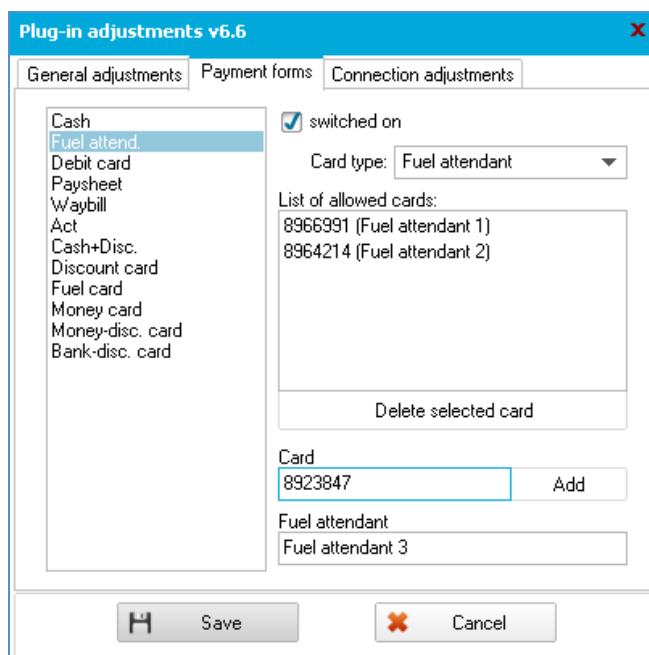 Plug-in adjustments v6.6
General adjustments
Payment forms
Connection adjustments
Cash
Fuel attend.
Debit card
Paysheet
Waybill
Act
Cash+Disc.
Discount card
Fuel card
Money card
Money-disc. card
Bank-disc. card
switched on
Card type: Fuel attendant
List of allowed cards:
8966991 (Fuel attendant 1)
8964214 (Fuel attendant 2)
Delete selected card
Card
8923847
Add
Fuel attendant
Fuel attendant 3
Save
Cancel